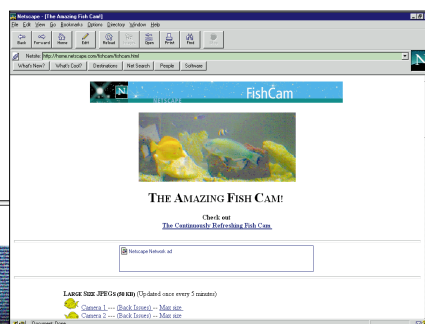 Netscape - [The Amazing Fish Cam!]
File Edit View Go Bookmarks Options Directory Window Help
Back Forward Home Edit Reload Open Print Find
Netsite: http://home.netscape.com/fishcam/fishcam.html
What's New? What's Cool? Destinations Net Search People Software
N NETSCAPE FishCam
N
THE AMAZING FISH CAM!
Check out
The Continuously Refreshing Fish Cam
Netscape Network ad
LARGE SIZE JPEGS (50 KB) (Updated once every 5 minutes)
Camera 1 --- (Back Issues) -- Max size
Camera 2 --- (Back Issues) -- Max size
Document: Done